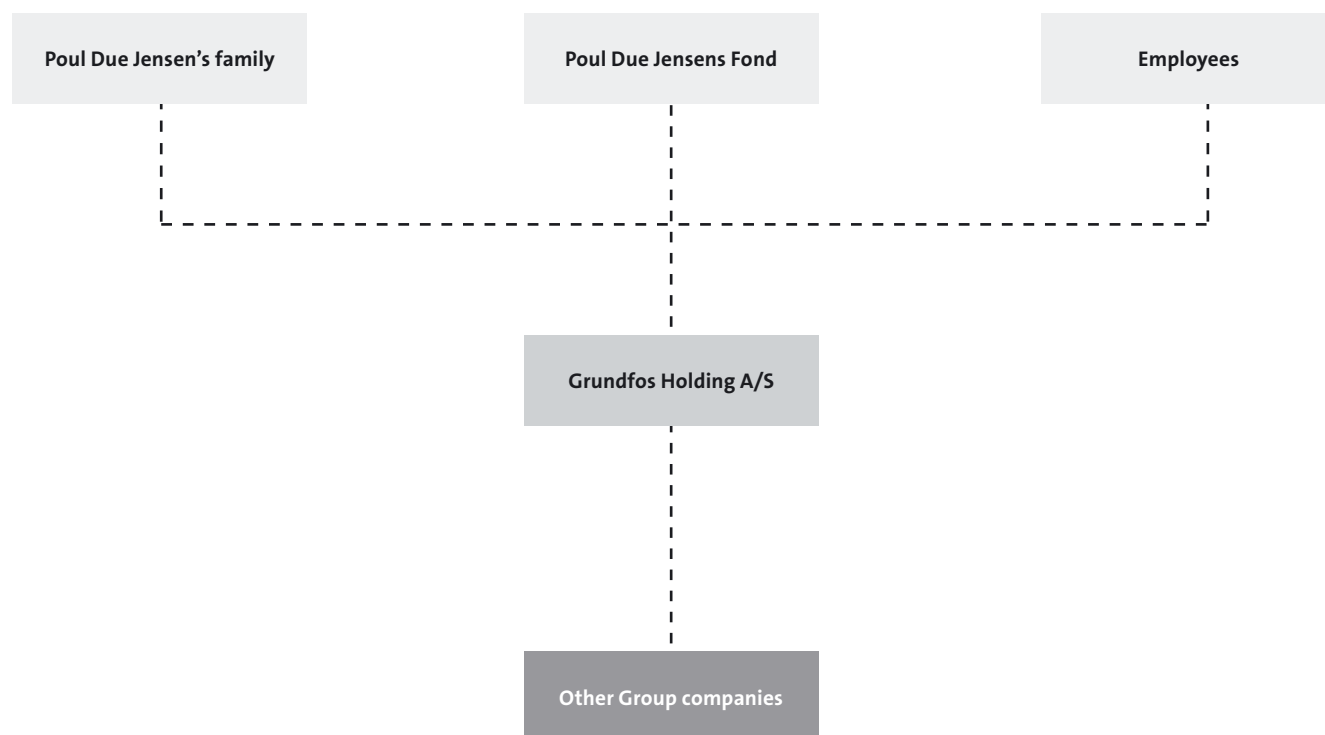 Poul Due Jensen’s family
Poul Due Jensens Fond
Employees
Grundfos Holding A/S
Other Group companies